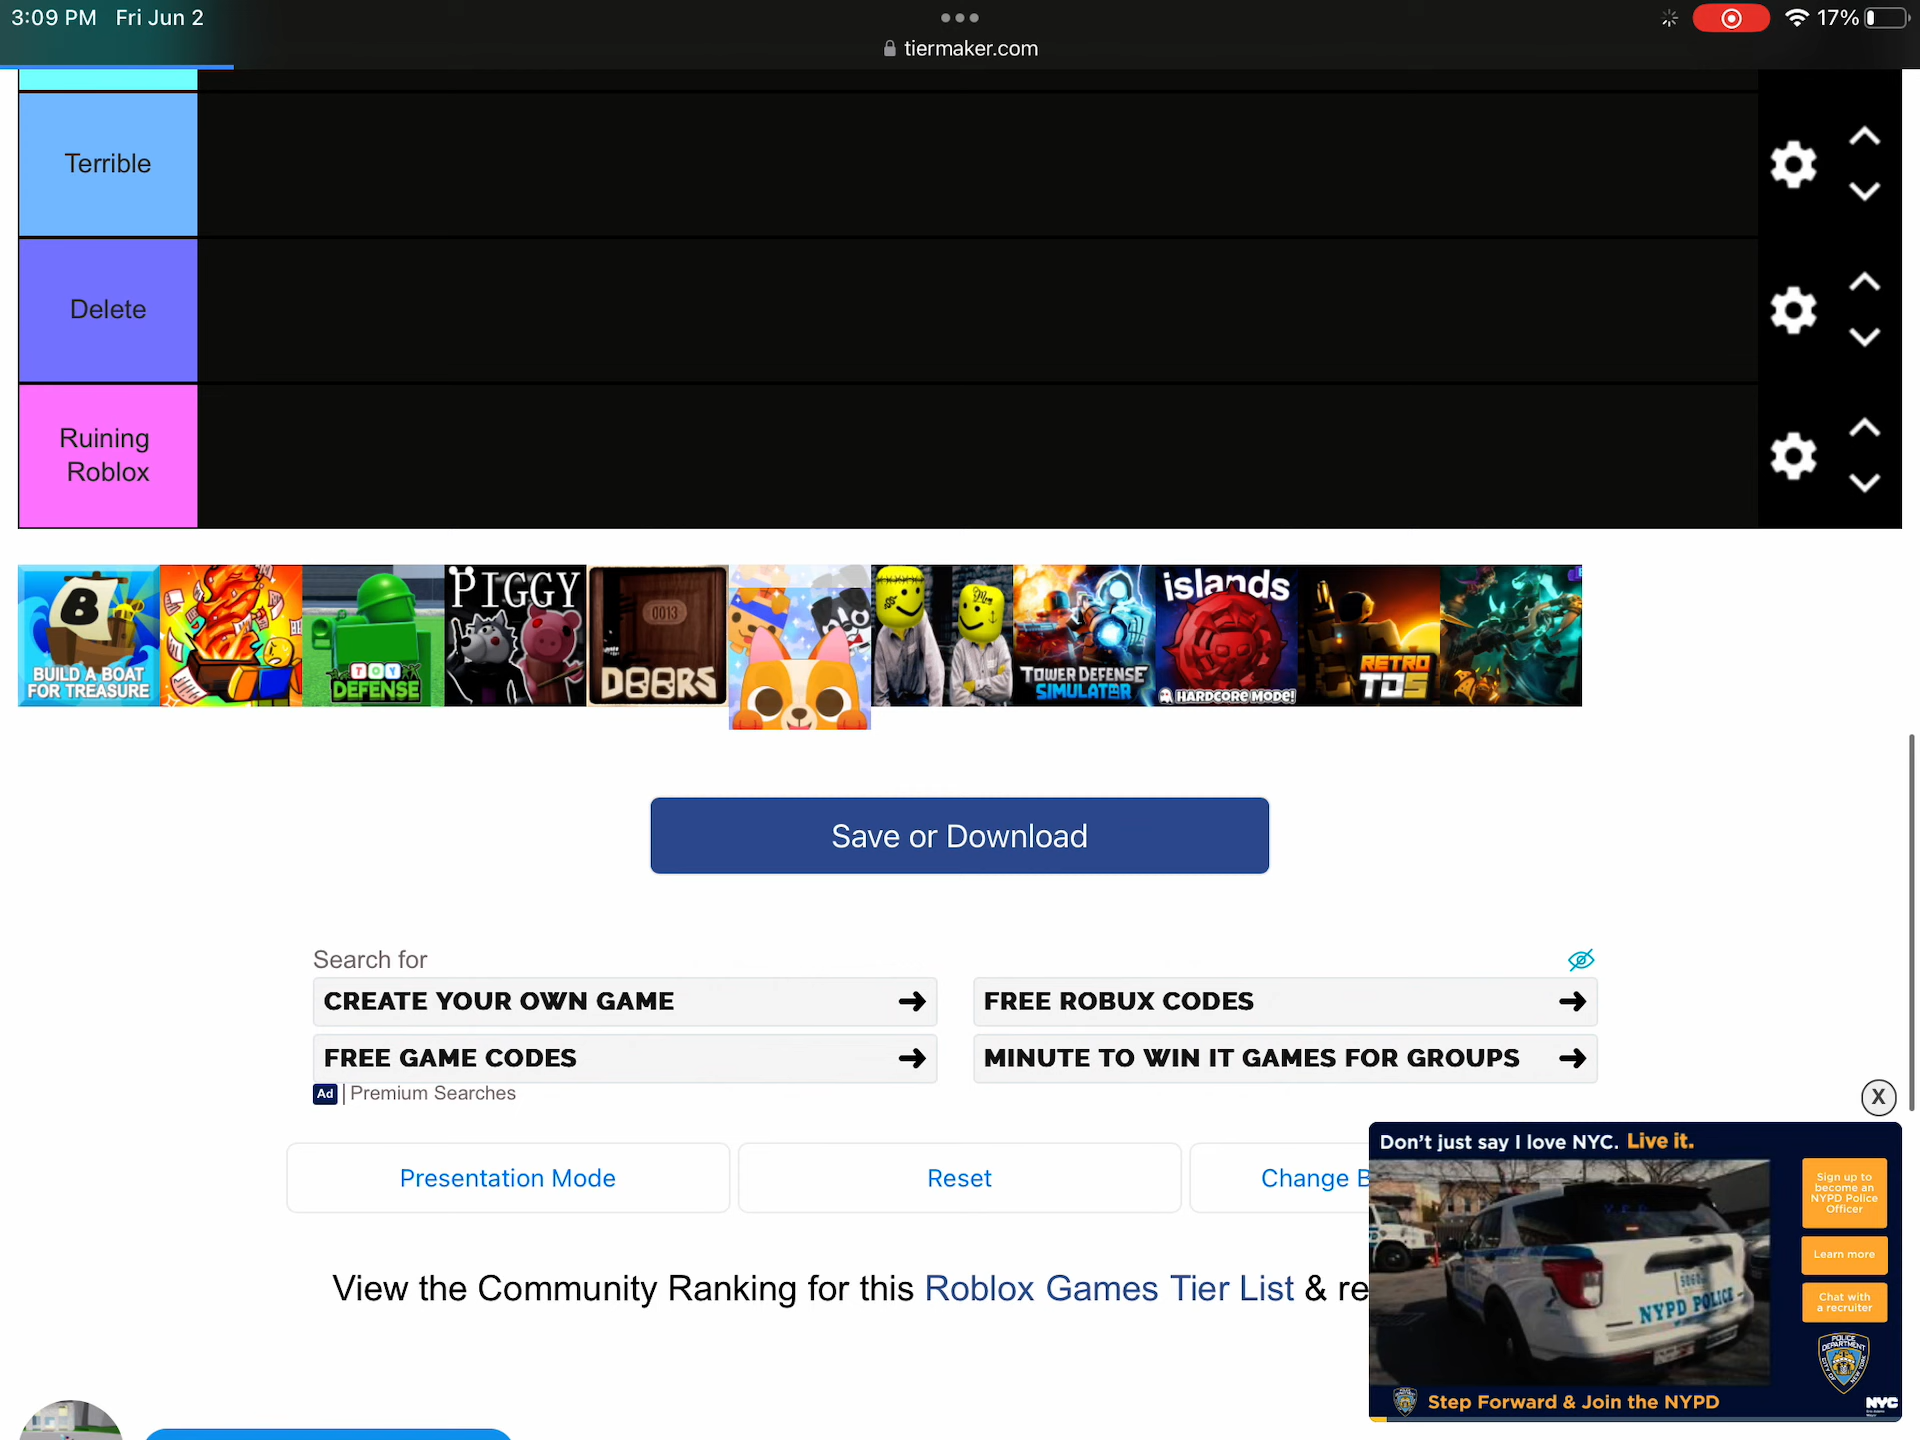 3:09 PM Fri Jun 2
17%
tiermaker.com
Terrible
Delete
Ruining
Roblox
B
BUILD A BOAT
FOR TREASURE
TOY
DEFENSE
PIGGY
0013
DOORS
TOWER DEFENSE
SIMULATOR
islands
HARDCORE MODE!
RETRO
TDS
Save or Download
Search for
CREATE YOUR OWN GAME
FREE ROBUX CODES
FREE GAME CODES
MINUTE TO WIN IT GAMES FOR GROUPS
Ad | Premium Searches
X
Presentation Mode
Reset
Change B
Don't just say I love NYC. Live it.
Sign up to
become an
NYPD Police
Officer
Learn more
Chat with
a recruiter
NYPD POLICE
POLICE
DEPARTMENT
Step Forward & Join the NYPD
NYC
View the Community Ranking for this Roblox Games Tier List & re